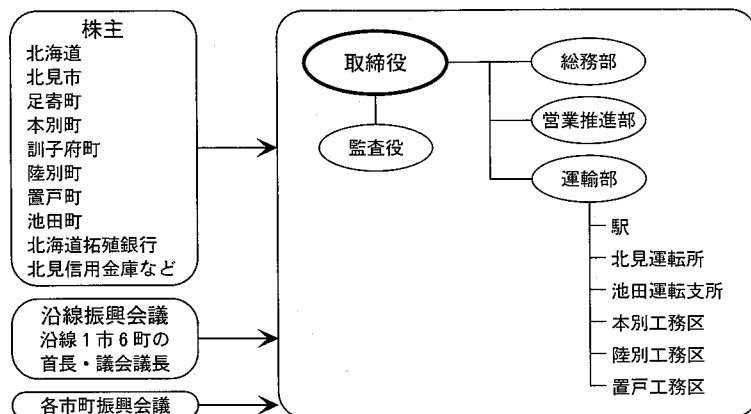 株主
北海道
北見市
足寄町
本別町
訓子府町
陸別町
置戸町
池田町
北海道拓殖銀行
北見信用金庫など
沿線振興会議
沿線1市6町の
首長・議会議長
各市町振興会議
取締役
監査役
総務部
営業推進部
運輸部
駅
北見運転所
池田運転支所
本別工務区
陸別工務区
置戸工務区